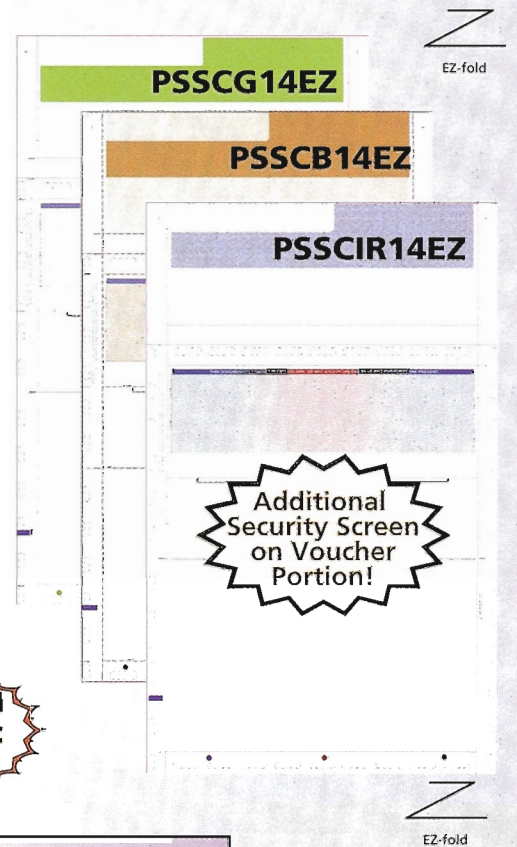 EZ-fold
PSSCG14EZ
PSSCB14EZ
PSSCIR14EZ
Additional
Security Screen
on Voucher
Portion!
EZ-fold